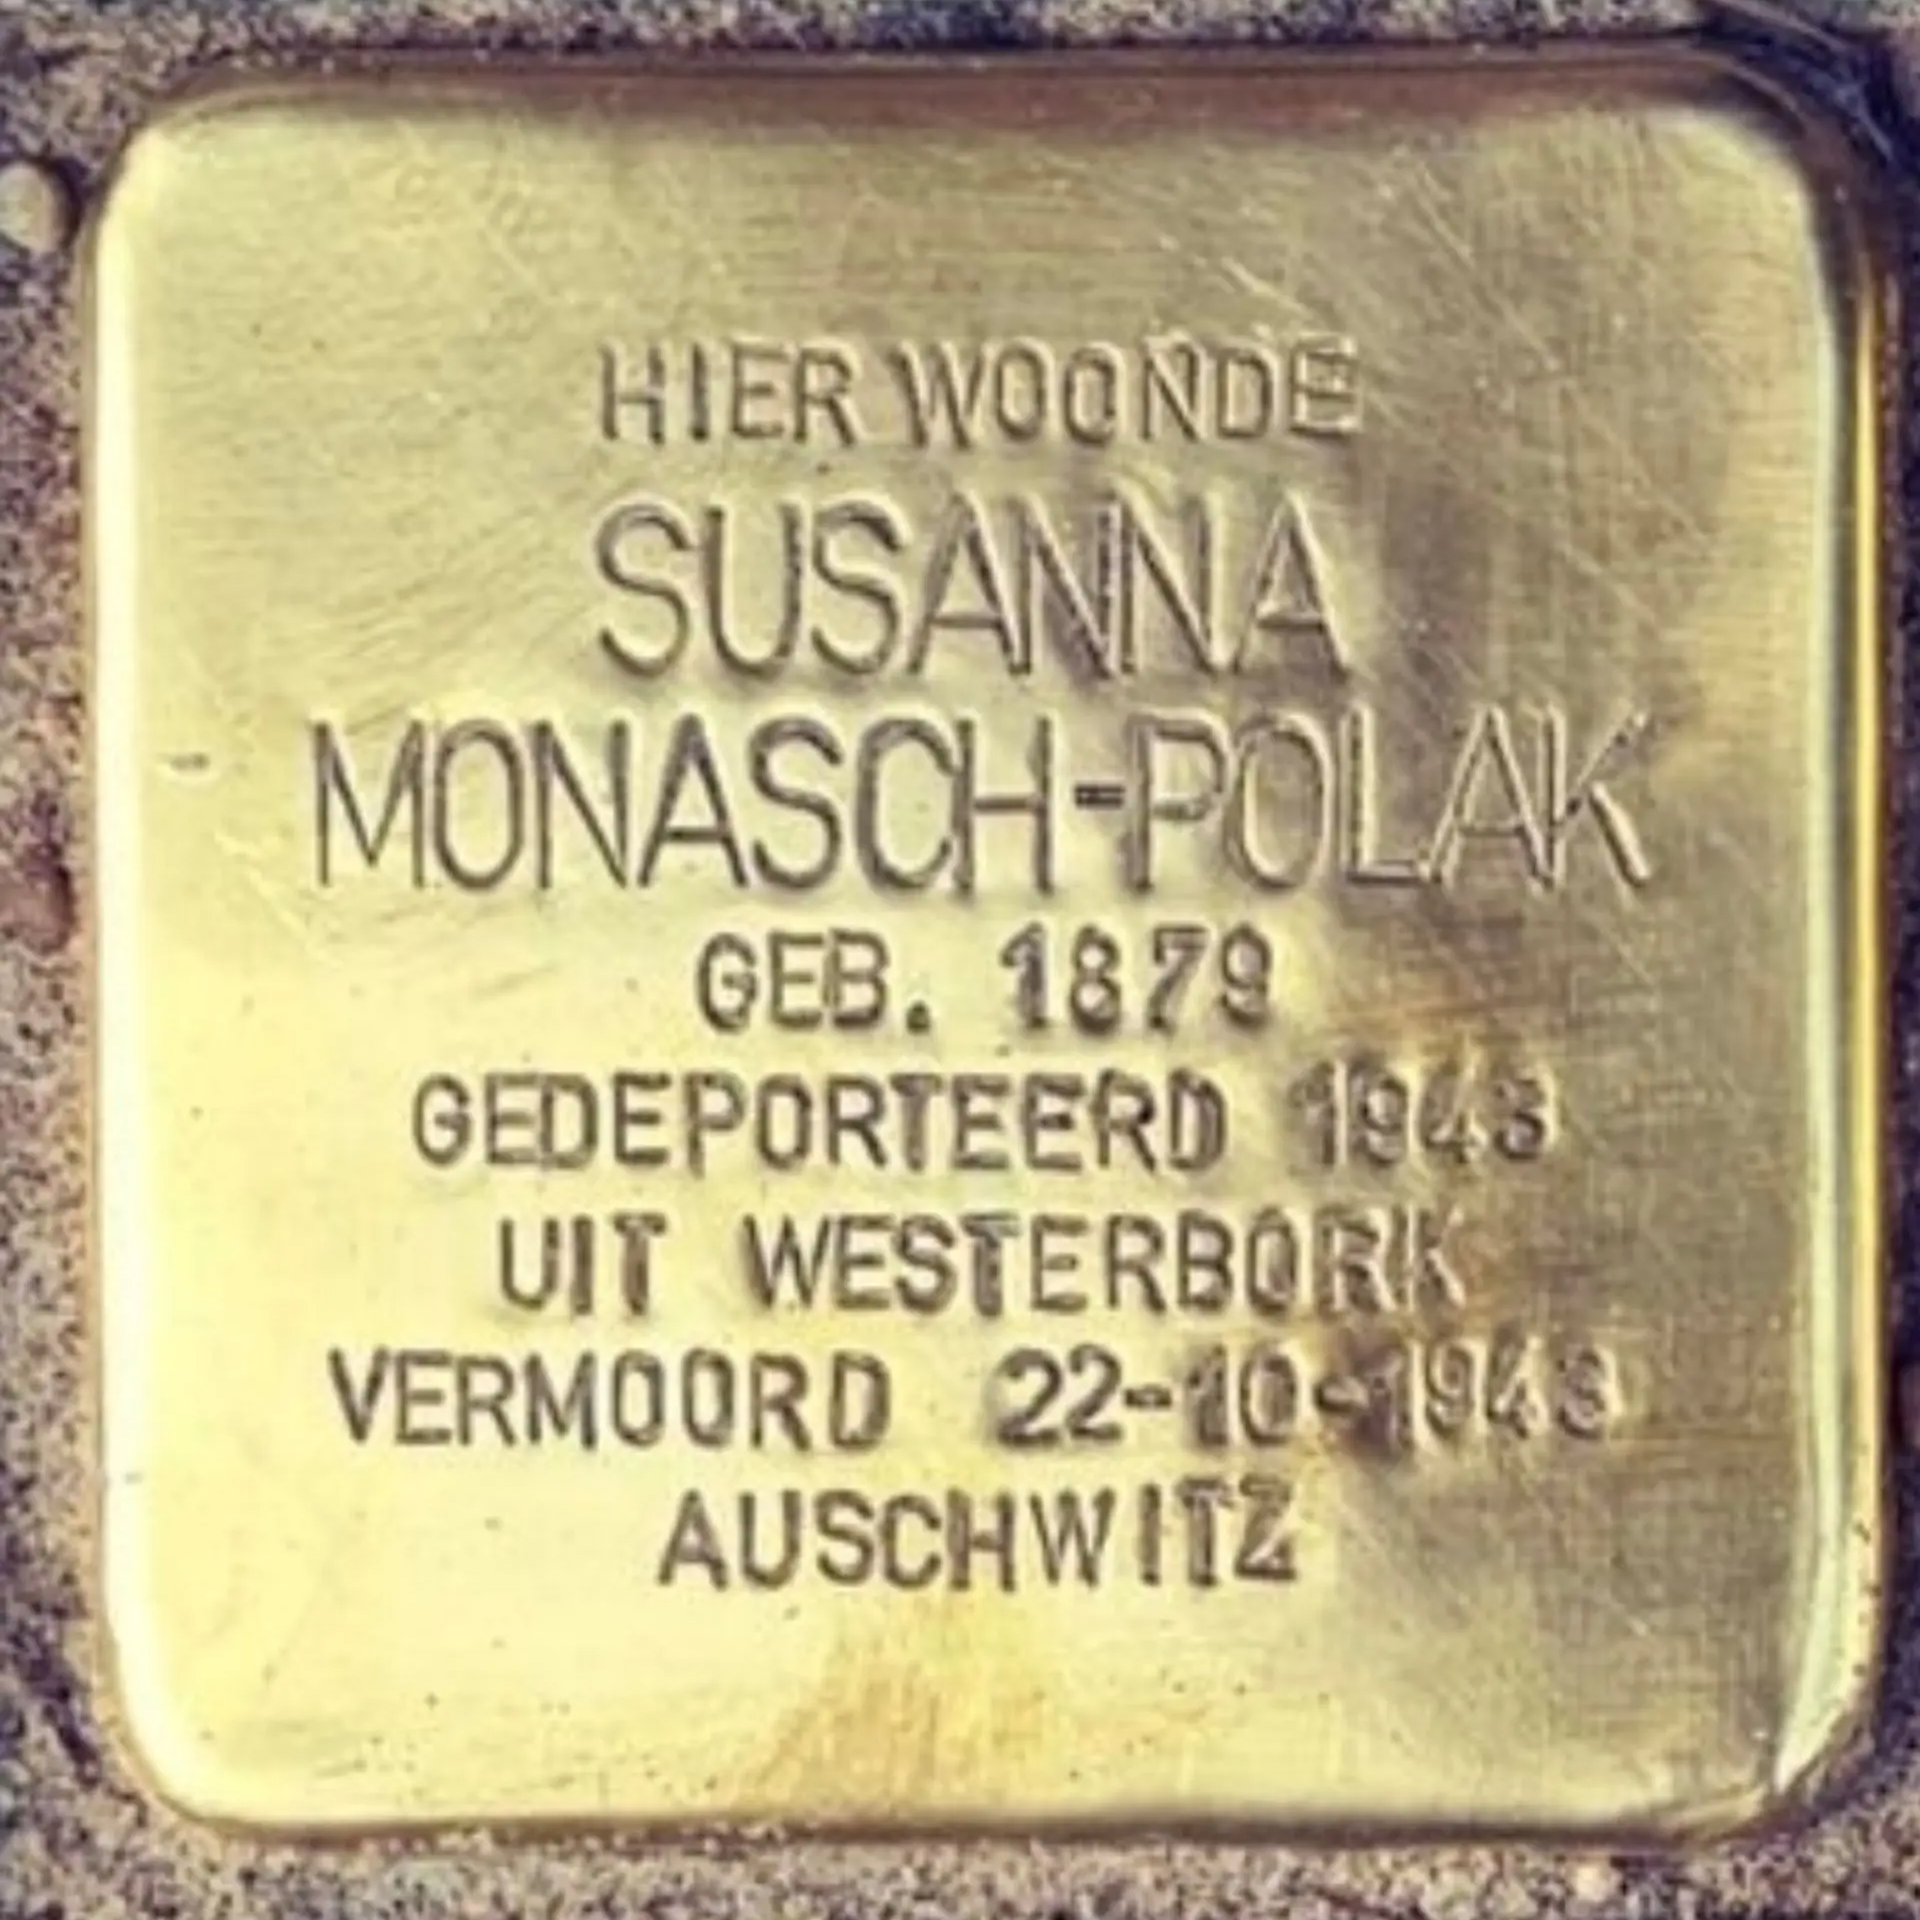 HIER WOONDE
SUSANNA
MONASCH-POLAK
GEB. 1879
GEDEPORTEERD 1943
UIT WESTERBORK
VERMOORD 22-10-1943
AUSCHWITZ